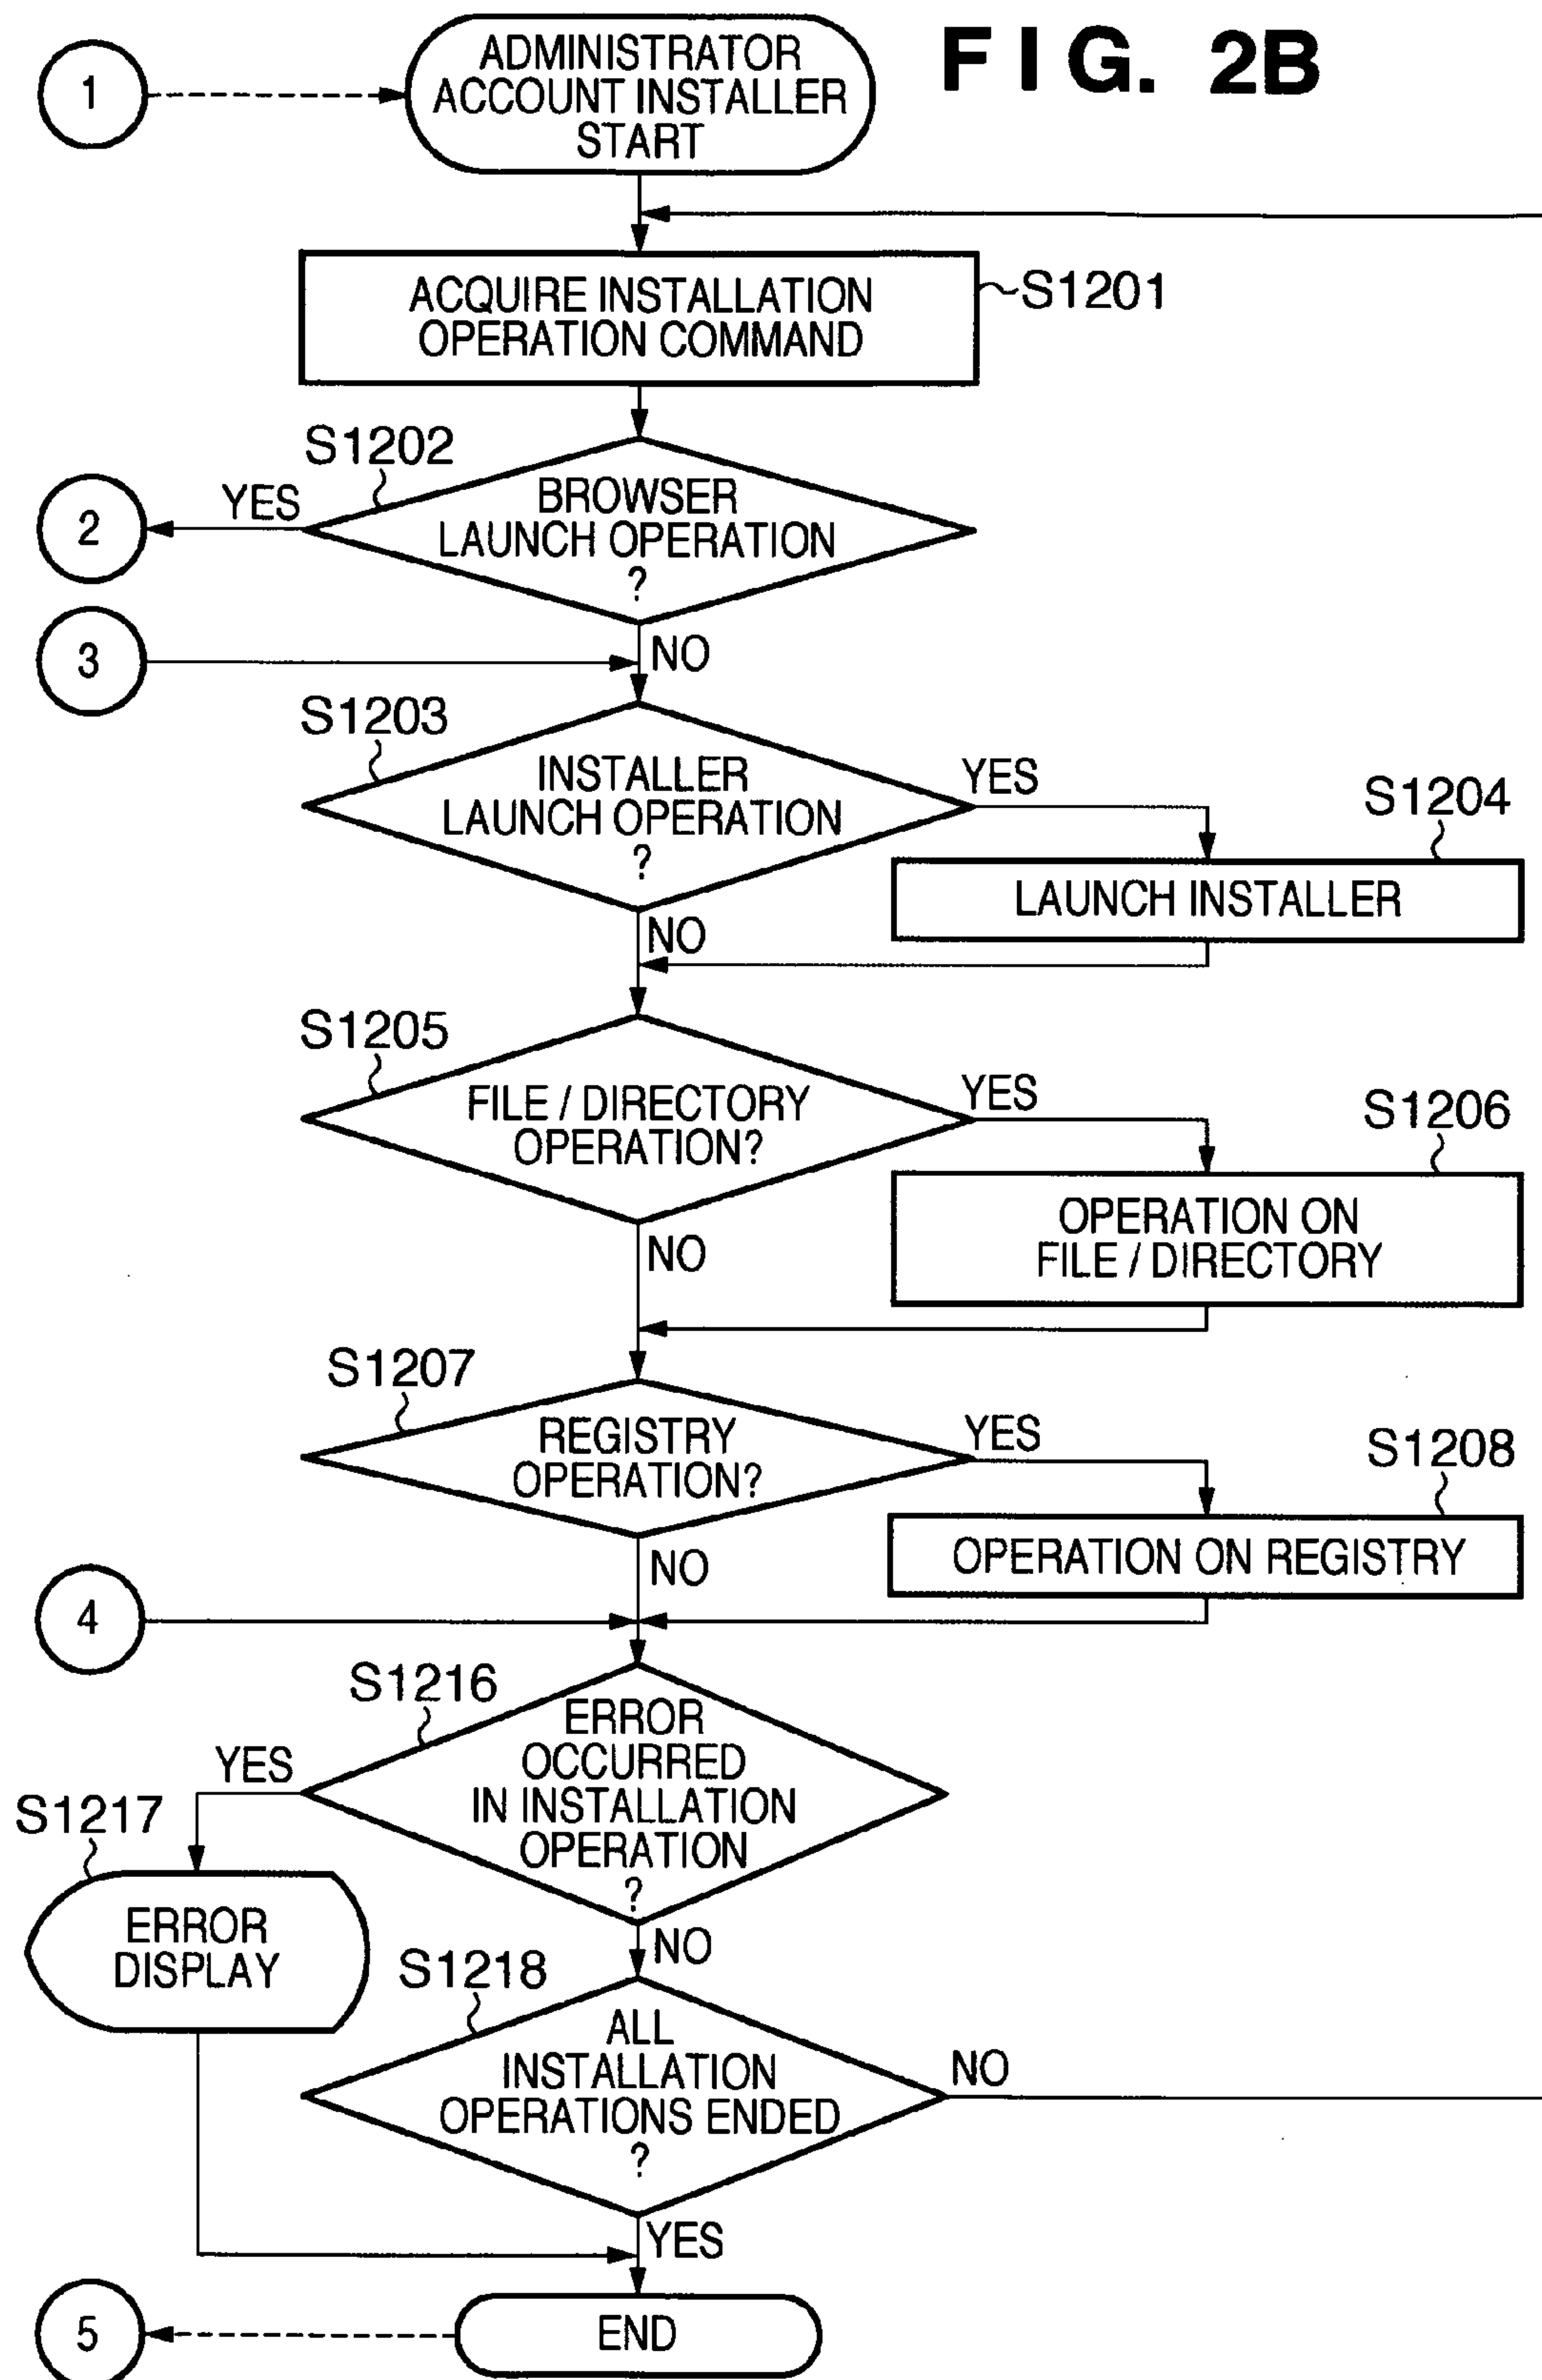 FIG. 2B
1
ADMINISTRATOR
ACCOUNT INSTALLER
START
ACQUIRE INSTALLATION
OPERATION COMMAND
S1201
S1202
BROWSER
LAUNCH OPERATION
?
YES
2
NO
3
S1203
INSTALLER
LAUNCH OPERATION
?
YES
S1204
LAUNCH INSTALLER
NO
S1205
FILE / DIRECTORY
OPERATION?
YES
S1206
OPERATION ON
FILE / DIRECTORY
NO
S1207
REGISTRY
OPERATION?
YES
S1208
OPERATION ON REGISTRY
NO
4
S1216
ERROR
OCCURRED
IN INSTALLATION
OPERATION
?
YES
S1217
ERROR
DISPLAY
NO
S1218
ALL
INSTALLATION
OPERATIONS ENDED
?
NO
YES
END
5